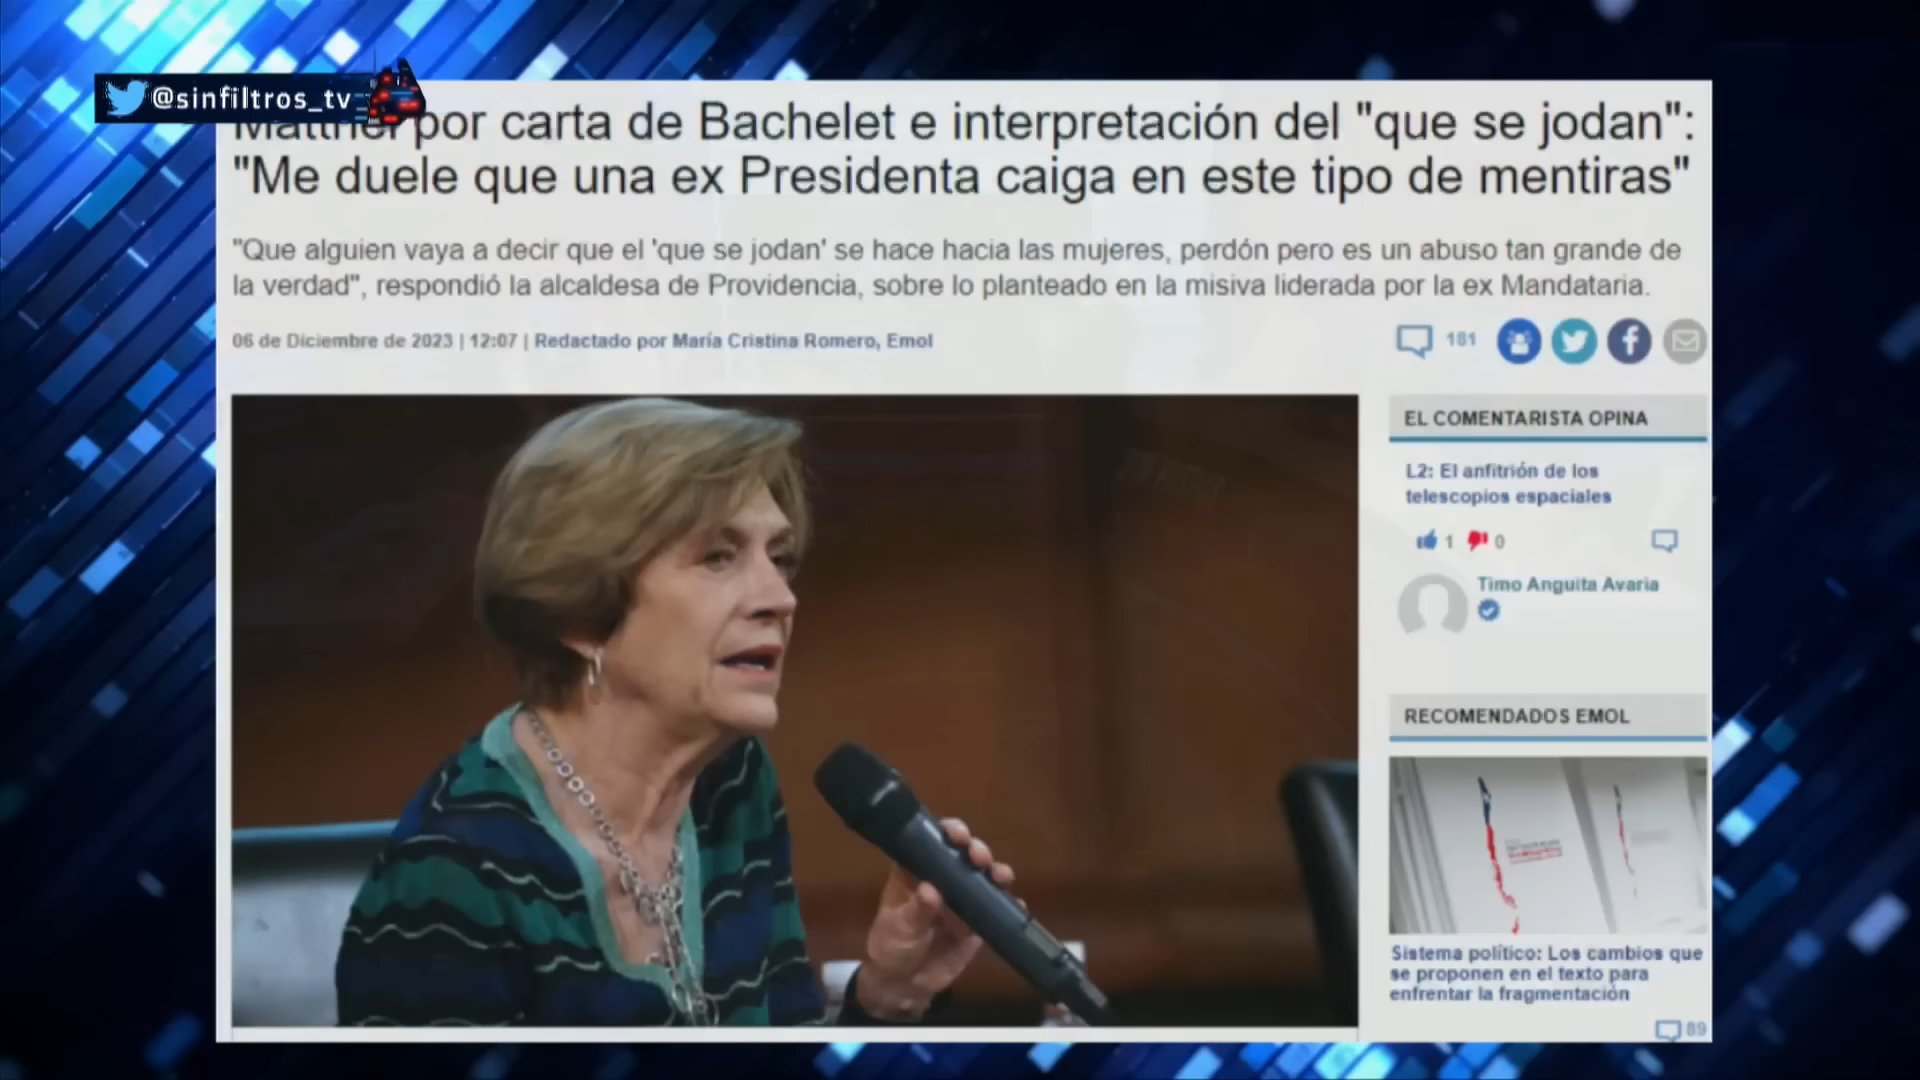 @sinfiltros_tv
Matthei por carta de Bachelet e interpretación del "que se jodan":
"Me duele que una ex Presidenta caiga en este tipo de mentiras"
"Que alguien vaya a decir que el 'que se jodan' se hace hacia las mujeres, perdón pero es un abuso tan grande de
la verdad", respondió la alcaldesa de Providencia, sobre lo planteado en la misiva liderada por la ex Mandataria.
06 de Diciembre de 2023 | 12:07 | Redactado por María Cristina Romero, Emol
181
EL COMENTARISTA OPINA
L2: El anfitrión de los
telescopios espaciales
1 0
Timo Anguita Avaria
RECOMENDADOS EMOL
Sistema político: Los cambios que
se proponen en el texto para
enfrentar la fragmentación
89